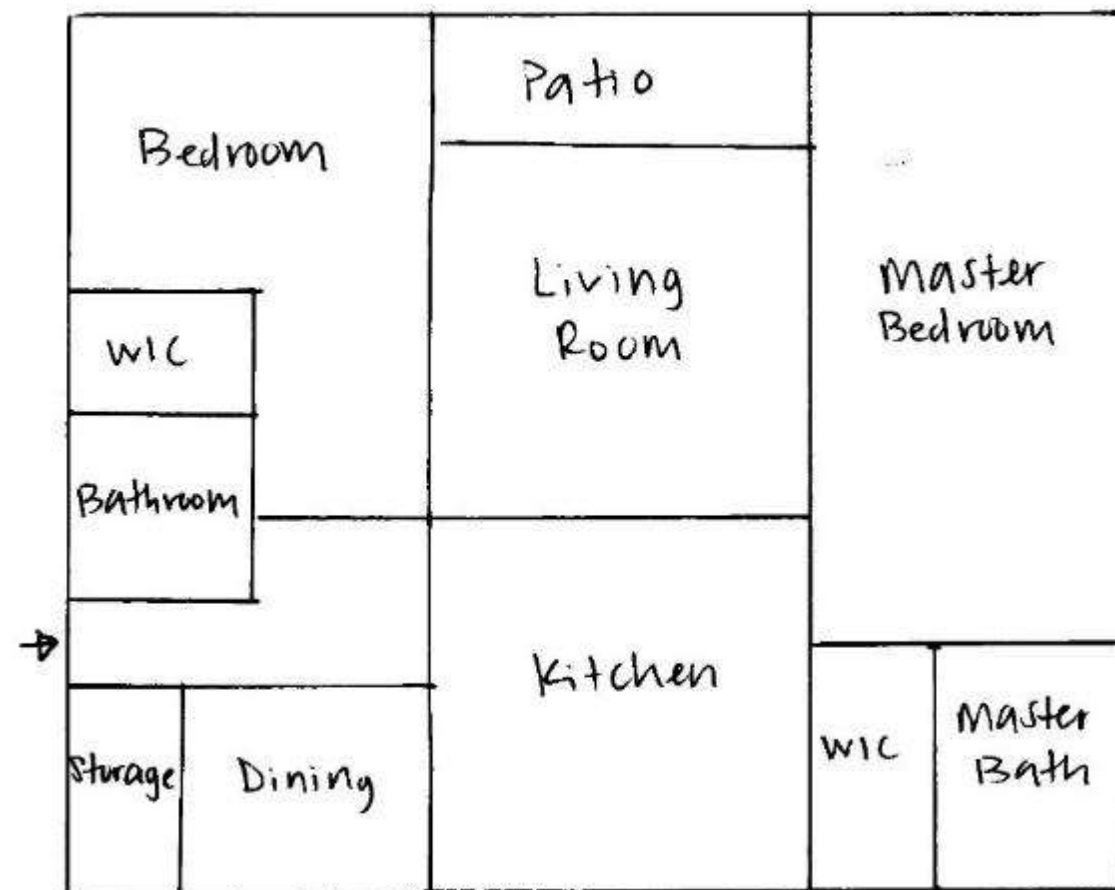 Patio
Bedroom
Living
Room
Master
Bedroom
WIC
Bathroom
Kitchen
Storage
Dining
WIC
Master
Bath